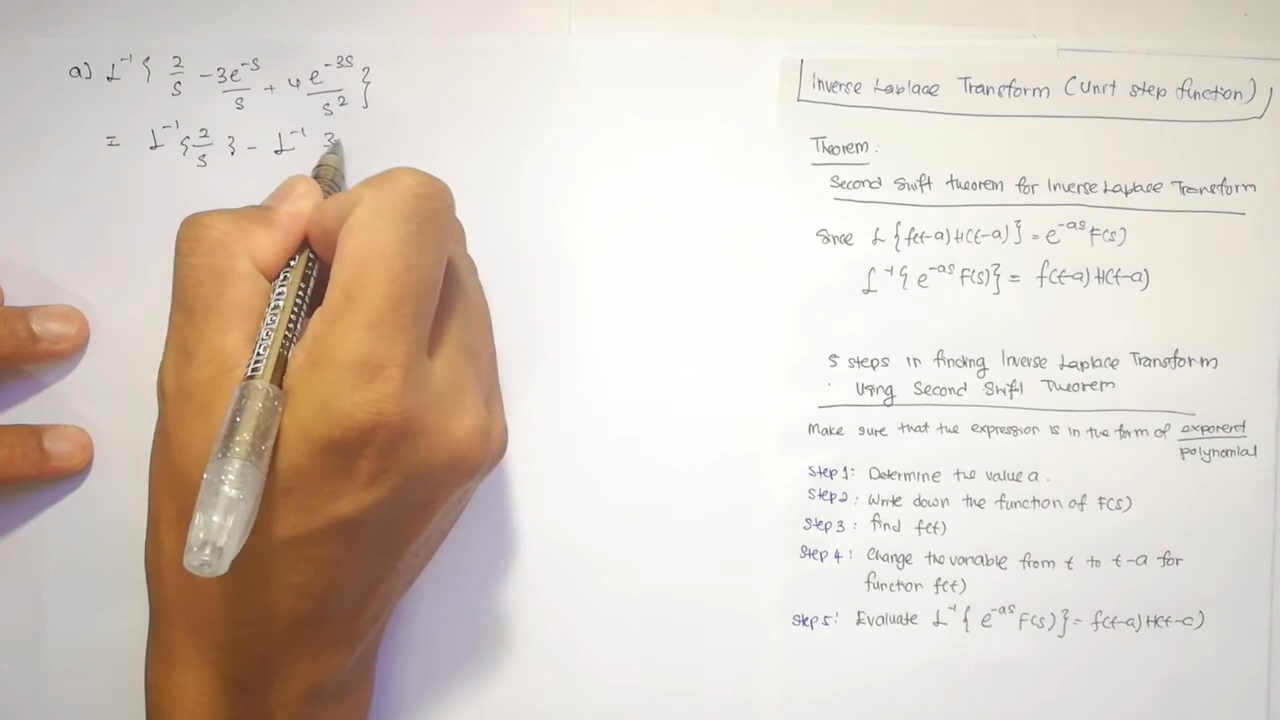 a) L⁻¹ { 2/s - 3e^-s/s + 4 e^-3s/s² }
= L⁻¹ { 2/s } - L⁻¹ 3
Inverse Laplace Transform (unit step function)
Theorem:
Second Swift theorem for Inverse Laplace Transform
Since L {f(t-a)H(t-a)} = e^-as F(s)
L⁻¹{ e^-as F(s)} = f(t-a)H(t-a)
5 steps in finding Inverse Laplace Transform
Using Second Swift Theorem
Make sure that the expression is in the form of exponent/polynomial
Step 1: Determine the value a.
Step 2: Write down the function of F(s)
Step 3: find f(t)
Step 4: Change the variable from t to t-a for
function f(t)
Step 5: Evaluate L⁻¹{ e^-as F(s)} = f(t-a)H(t-c)